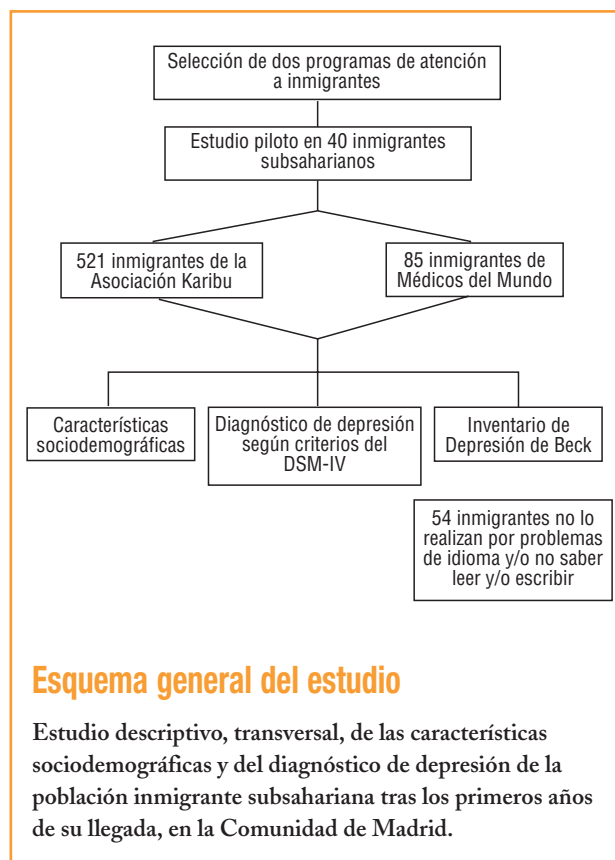 Selección de dos programas de atención
a inmigrantes
Estudio piloto en 40 inmigrantes
subsaharianos
521 inmigrantes de la
Asociación Karibu
85 inmigrantes de
Médicos del Mundo
Características
sociodemográficas
Diagnóstico de depresión
según criterios del
DSM-IV
Inventario de
Depresión de Beck
54 inmigrantes no lo
realizan por problemas
de idioma y/o no saber
leer y/o escribir
Esquema general del estudio
Estudio descriptivo, transversal, de las características
sociodemográficas y del diagnóstico de depresión de la
población inmigrante subsahariana tras los primeros años
de su llegada, en la Comunidad de Madrid.